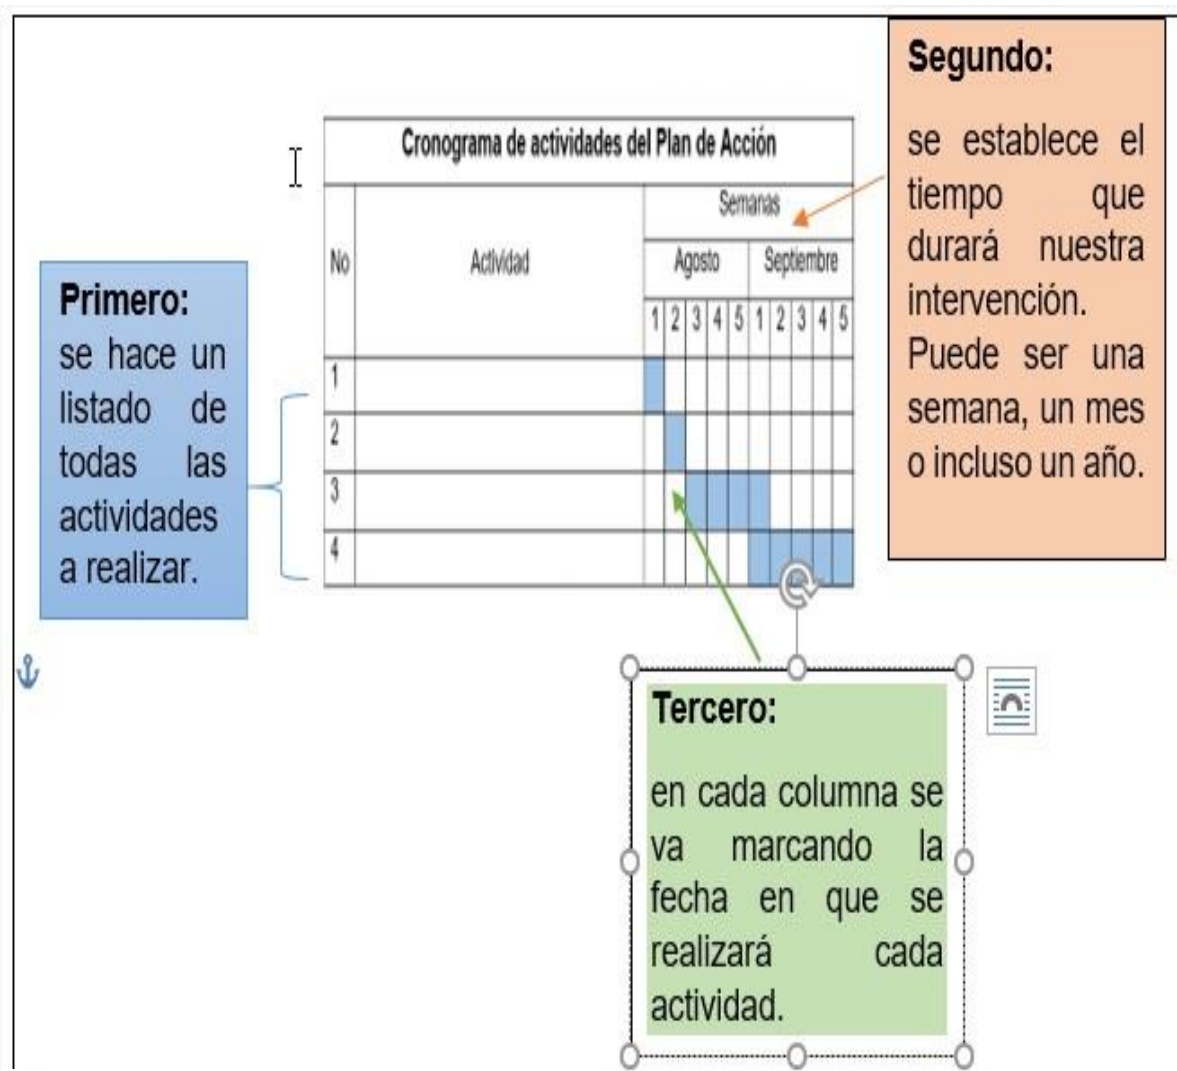 Cronograma de actividades del Plan de Acción
No
Actividad
Semanas
Agosto Septiembre
1 2 3 4 5 1 2 3 4 5
1
2
3
4
Primero:
se hace un
listado de
todas las
actividades
a realizar.
Segundo:
se establece el
tiempo que
durará nuestra
intervención.
Puede ser una
semana, un mes
o incluso un año.
Tercero:
en cada columna se
va marcando la
fecha en que se
realizará cada
actividad.